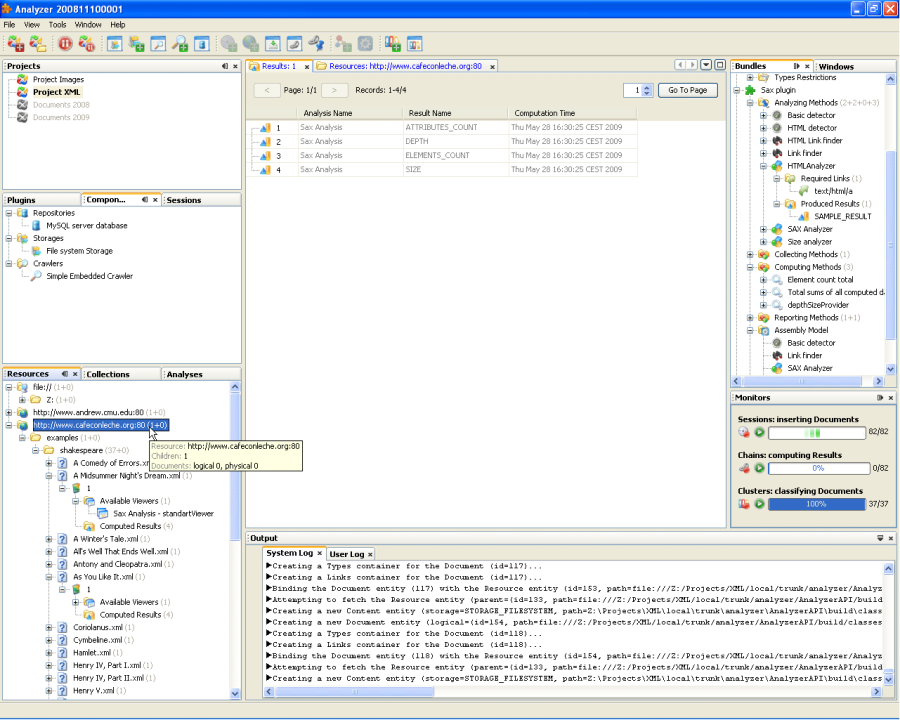 Analyzer 200811100001
File View Tools Window Help
Projects
Project Images
Project XML
Documents 2008
Documents 2009
Plugins Compon... Sessions
Repositories
MySQL server database
Storages
File system Storage
Crawlers
Simple Embedded Crawler
Resources Collections Analyses
file:// (1+0)
Z: (1+0)
http://www.andrew.cmu.edu:80 (1+0)
http://www.cafeconleche.org:80 (1+0)
examples (1+0)
shakespeare (37+0)
A Comedy of Errors.xm
A Midsummer Night's Dream.xml (1)
1
Available Viewers (1)
Sax Analysis - standartViewer
Computed Results (4)
A Winter's Tale.xml (1)
All's Well That Ends Well.xml (1)
Antony and Cleopatra.xml (1)
As You Like It.xml (1)
1
Available Viewers (1)
Computed Results (4)
Coriolanus.xml (1)
Cymbeline.xml (1)
Hamlet.xml (1)
Henry IV, Part I.xml (1)
Henry IV, Part II.xml (1)
Henry V.xml (1)
Resource: http://www.cafeconleche.org:80
Children: 1
Documents: logical 0, physical 0
Results: 1 Resources: http://www.cafeconleche.org:80
< Page: 1/1 > Records: 1-4/4 1 Go To Page
Analysis Name Result Name Computation Time
1 Sax Analysis ATTRIBUTES_COUNT Thu May 28 16:30:25 CEST 2009
2 Sax Analysis DEPTH Thu May 28 16:30:25 CEST 2009
3 Sax Analysis ELEMENTS_COUNT Thu May 28 16:30:25 CEST 2009
4 Sax Analysis SIZE Thu May 28 16:30:25 CEST 2009
Output
System Log User Log
Creating a Types container for the Document (id=117)...
Creating a Links container for the Document (id=117)...
Binding the Document entity (117) with the Resource entity (id=153, path=file:///Z:/Projects/XML/local/trunk/analyzer/Analyz
Attempting to fetch the Resource entity (parent=(id=133, path=file:///Z:/Projects/XML/local/trunk/analyzer/AnalyzerAPI/build
Creating a new Content entity (storage=STORAGE_FILESYSTEM, path=Z:\Projects\XML\local\trunk\analyzer\AnalyzerAPI\build\class
Creating a new Document entity (logical=(id=154, path=file:///Z:/Projects/XML/local/trunk/analyzer/AnalyzerAPI/build/classes
Creating a Types container for the Document (id=118)...
Creating a Links container for the Document (id=118)...
Binding the Document entity (118) with the Resource entity (id=154, path=file:///Z:/Projects/XML/local/trunk/analyzer/Analyz
Attempting to fetch the Resource entity (parent=(id=133, path=file:///Z:/Projects/XML/local/trunk/analyzer/AnalyzerAPI/build
Creating a new Content entity (storage=STORAGE_FILESYSTEM, path=Z:\Projects\XML\local\trunk\analyzer\AnalyzerAPI\build\class
Bundles Windows
Types Restrictions
Sax plugin
Analyzing Methods (2+2+0+3)
Basic detector
HTML detector
HTML Link finder
Link finder
HTMLAnalyzer
Required Links (1)
text/html/a
Produced Results (1)
SAMPLE_RESULT
SAX Analyzer
Size analyzer
Collecting Methods (1)
Computing Methods (3)
Element count total
Total sums of all computed d
depthSizeProvider
Reporting Methods (1+1)
Assembly Model
Basic detector
Link finder
SAX Analyzer
Monitors
Sessions: inserting Documents
82/82
Chains: computing Results
0% 0/82
Clusters: classifying Documents
100% 37/37